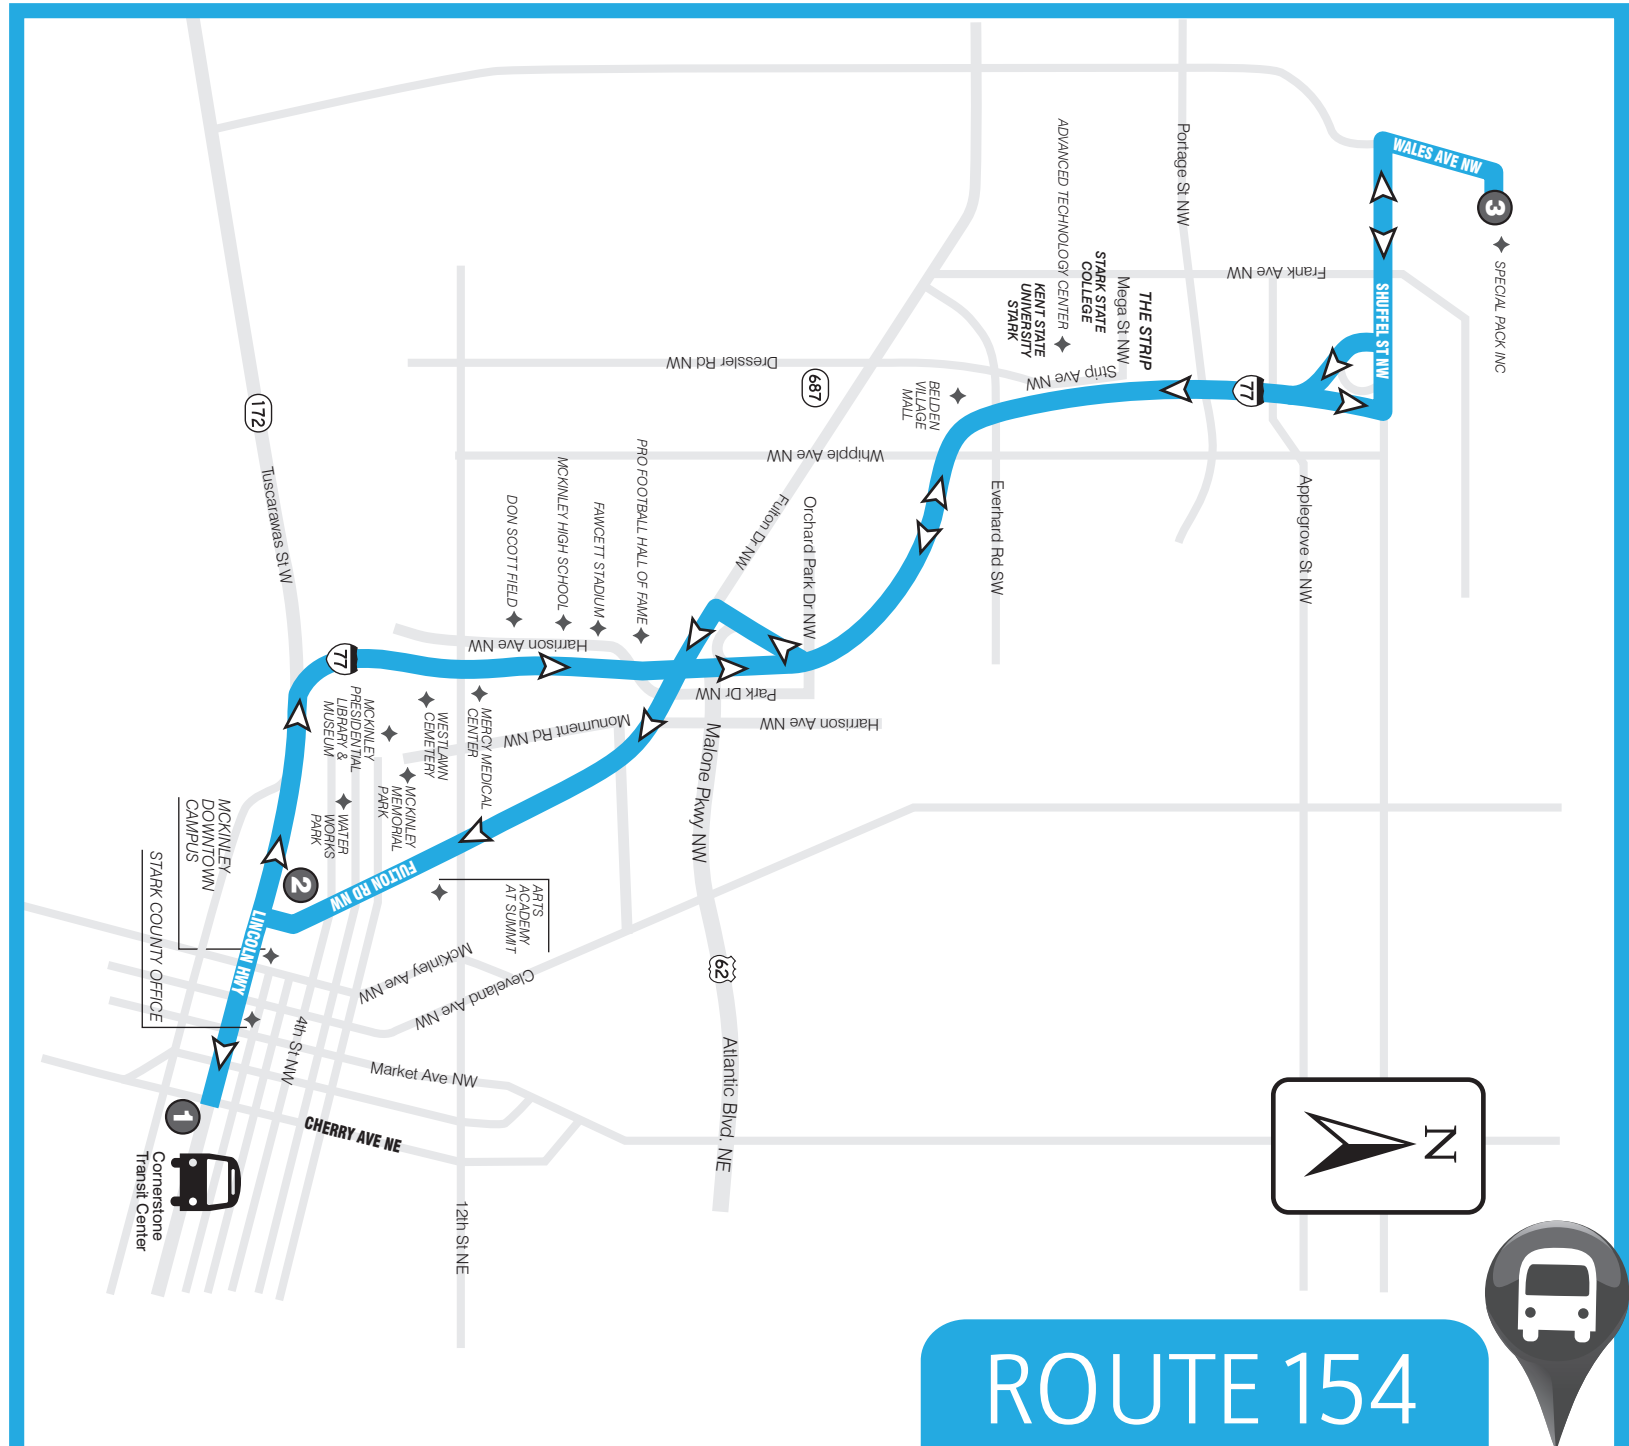 WALES AVE NW
3
SPECIAL PACK INC
SHUFFEL ST NW
Frank Ave NW
Portage St NW
ADVANCED TECHNOLOGY CENTER
STARK STATE
COLLEGE
Mega St NW
THE STRIP
KENT STATE
UNIVERSITY
STARK
Strip Ave NW
77
Dressler Rd NW
687
BELDEN
VILLAGE
MALL
172
Whipple Ave NW
Tuscarawas St W
DON SCOTT FIELD
MCKINLEY HIGH SCHOOL
FAWCETT STADIUM
PRO FOOTBALL HALL OF FAME
Fulton Dr NW
Orchard Park Dr NW
Everhard Rd SW
Applegrove St NW
Harrison Ave NW
77
Park Dr NW
Harrison Ave NW
Monument Rd NW
MCKINLEY
PRESIDENTIAL
LIBRARY &
MUSEUM
WESTLAWN
CEMETERY
MERCY MEDICAL
CENTER
Malone Pkwy NW
MCKINLEY
MEMORIAL
PARK
WATER
WORKS
PARK
MCKINLEY
DOWNTOWN
CAMPUS
STARK COUNTY OFFICE
2
FULTON RD NW
ARTS
ACADEMY
AT SUMMIT
LINCOLN HWY
McKinley Ave NW
Cleveland Ave NW
62
4th St NW
Market Ave NW
Atlantic Blvd. NE
1
CHERRY AVE NE
Cornerstone
Transit Center
12th St NE
N
ROUTE 154